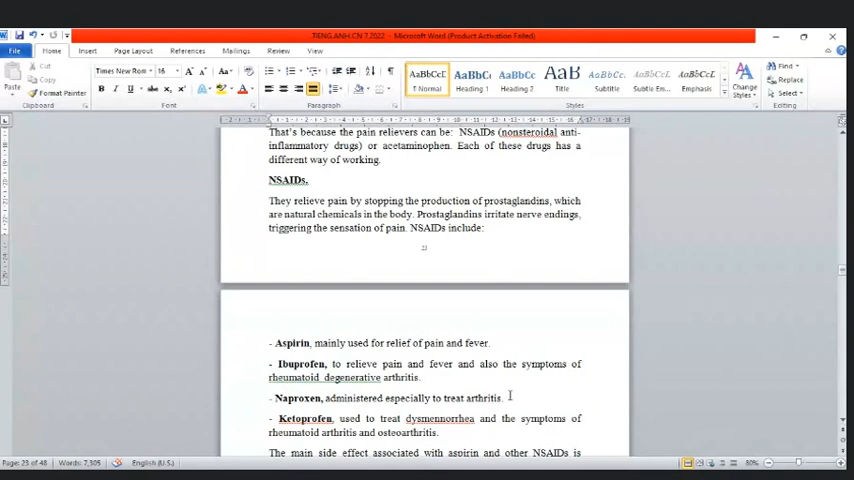 TIENG.ANH.CN 7.2022 - Microsoft Word (Product Activation Failed)
File Home Insert Page Layout References Mailings Review View
Paste
Cut
Copy
Format Painter
Clipboard
Times New Rom 16
Font
Paragraph
AaBbCcI AaBbC AaBbCc AaB AaBbCc. AaBbCcI AaBbCcL
¶ Normal Heading 1 Heading 2 Title Subtitle Subtle Em... Emphasis
Change Styles
Styles
Find
Replace
Select
Editing
That's because the pain relievers can be: NSAIDs (nonsteroidal anti-
inflammatory drugs) or acetaminophen. Each of these drugs has a
different way of working.
NSAIDs.
They relieve pain by stopping the production of prostaglandins, which
are natural chemicals in the body. Prostaglandins irritate nerve endings,
triggering the sensation of pain. NSAIDs include:
23
- Aspirin, mainly used for relief of pain and fever.
- Ibuprofen, to relieve pain and fever and also the symptoms of
rheumatoid degenerative arthritis.
- Naproxen, administered especially to treat arthritis.
- Ketoprofen, used to treat dysmennorrhea and the symptoms of
rheumatoid arthritis and osteoarthritis.
The main side effect associated with aspirin and other NSAIDs is
Page: 23 of 48 Words: 7,305 English (U.S.) 80%